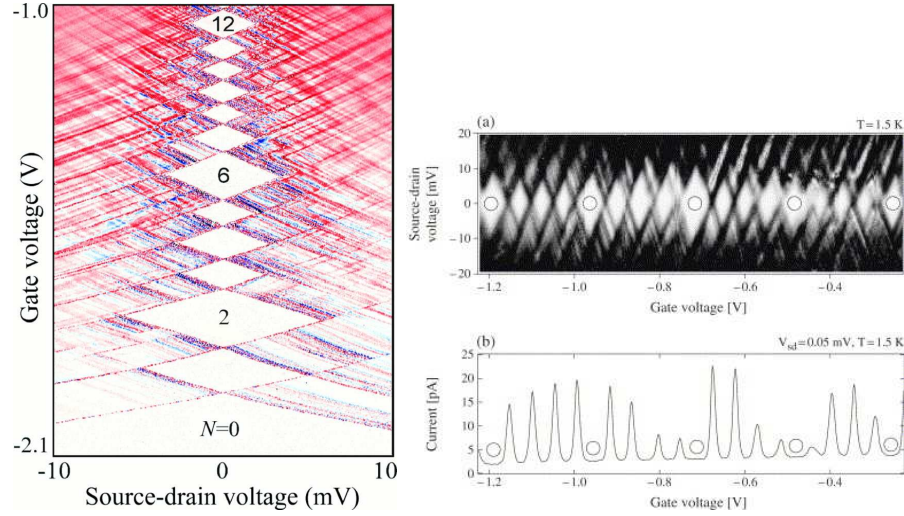 -1.0
12
6
2
N=0
Gate voltage (V)
-2.1
-10
0
10
Source-drain voltage (mV)
(a)
T=1.5 K
20
10
0
−10
−20
Source-drain
voltage [mV]
−1.2
−1.0
−0.8
−0.6
−0.4
Gate voltage [V]
(b)
V_sd=0.05 mV, T=1.5 K
25
20
15
10
5
0
Current [pA]
−1.2
−1.0
−0.8
−0.6
−0.4
Gate voltage [V]